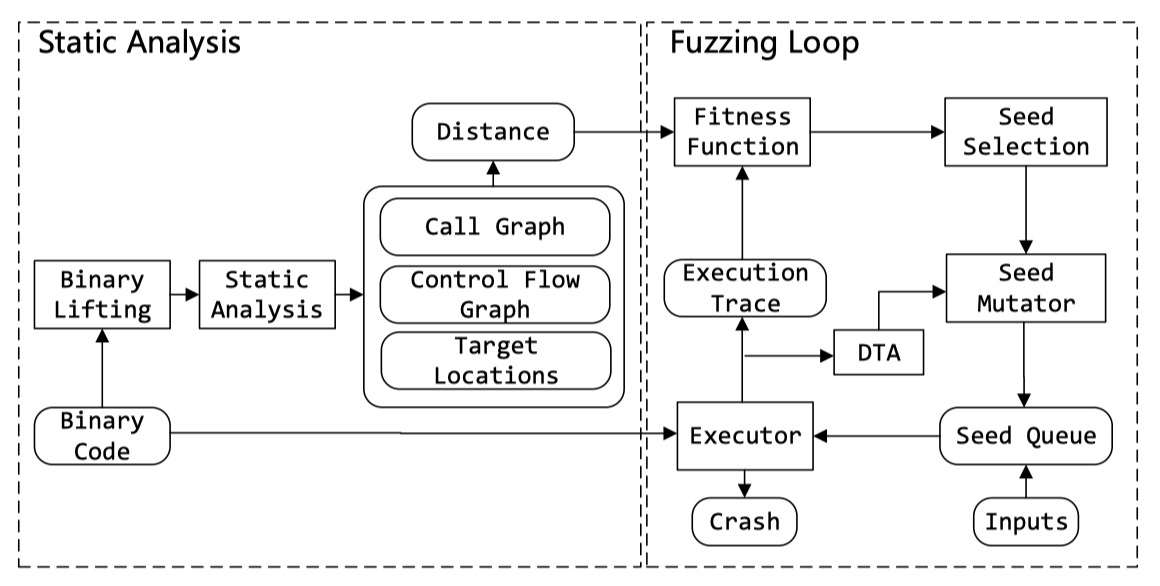 Static Analysis
Fuzzing Loop
Distance
Fitness
Function
Seed
Selection
Call Graph
Binary
Lifting
Static
Analysis
Control Flow
Graph
Execution
Trace
Seed
Mutator
Target
Locations
DTA
Binary
Code
Executor
Seed Queue
Crash
Inputs